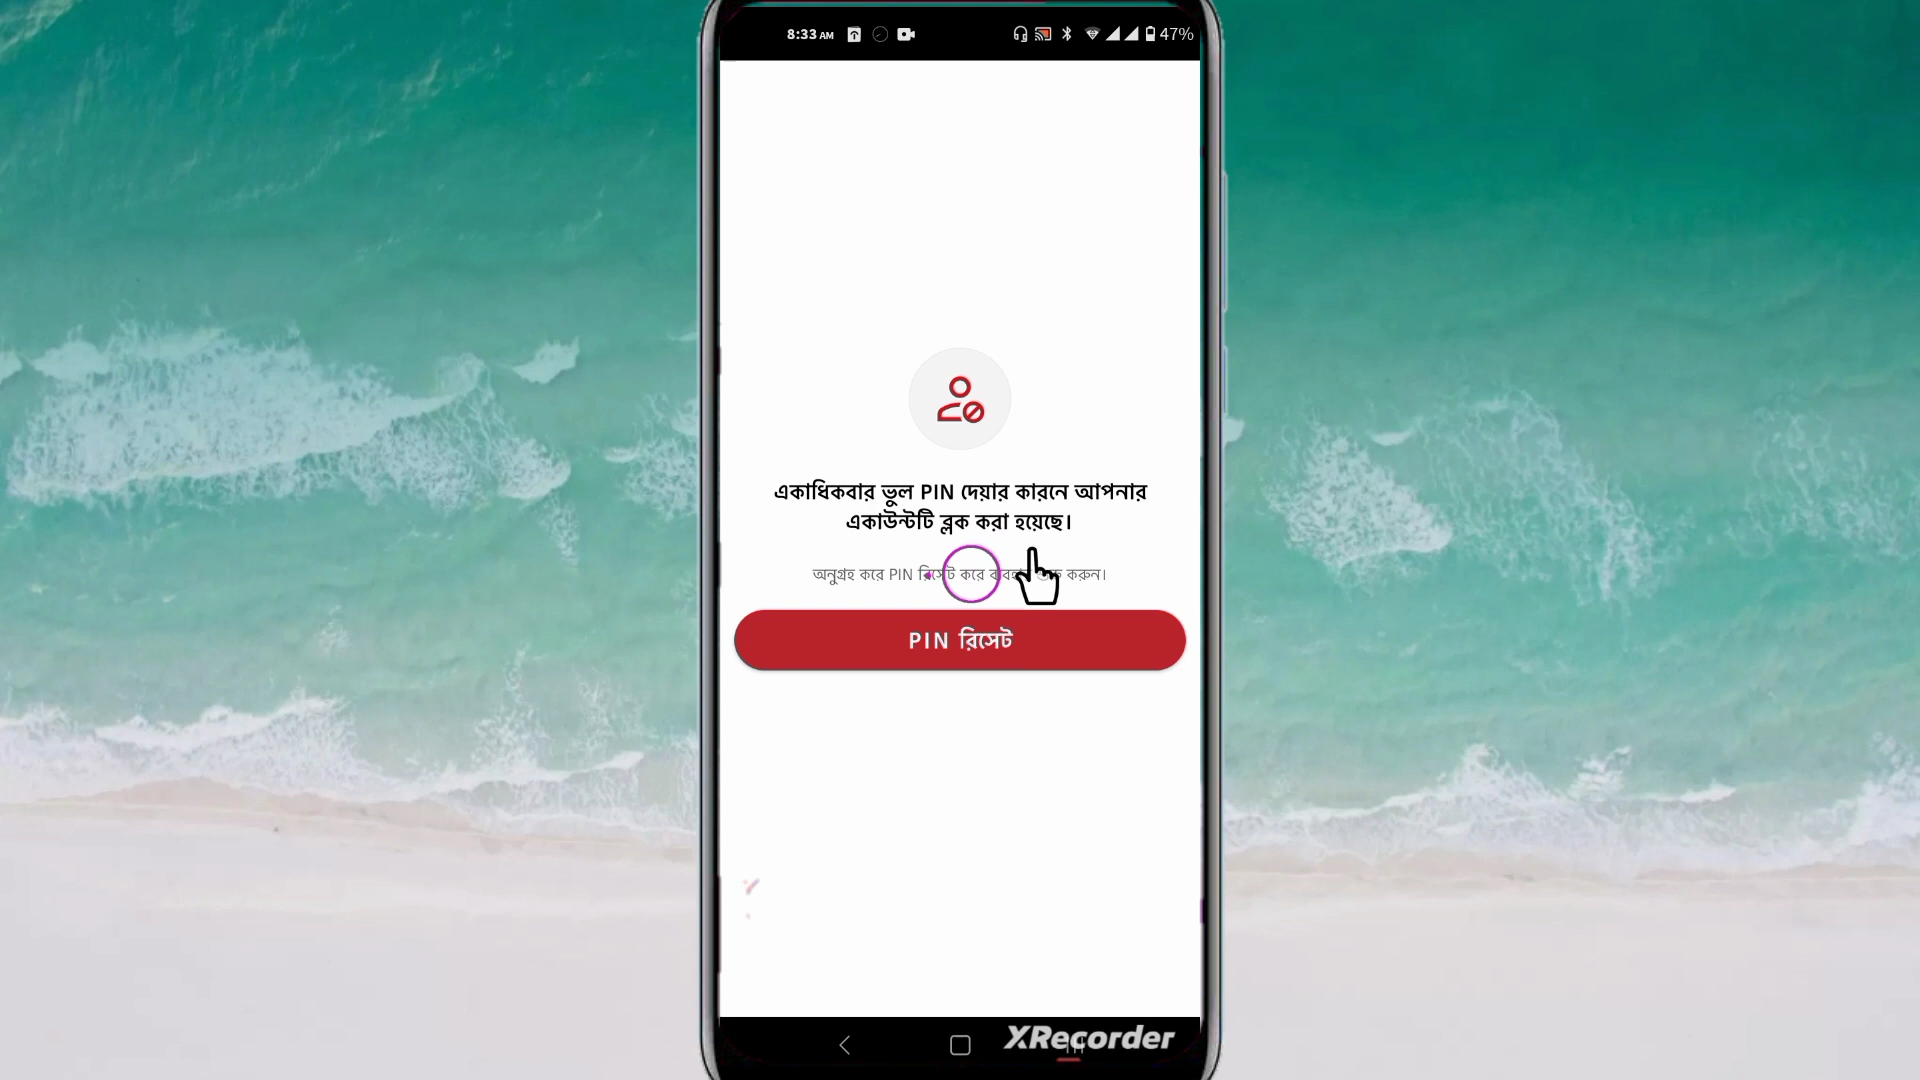 8:33 AM
47%
একাধিকবার ভুল PIN দেয়ার কারনে আপনার
একাউন্টটি ব্লক করা হয়েছে।
অনুগ্রহ করে PIN রিসেট করে করুন।
PIN রিসেট
XRecorder